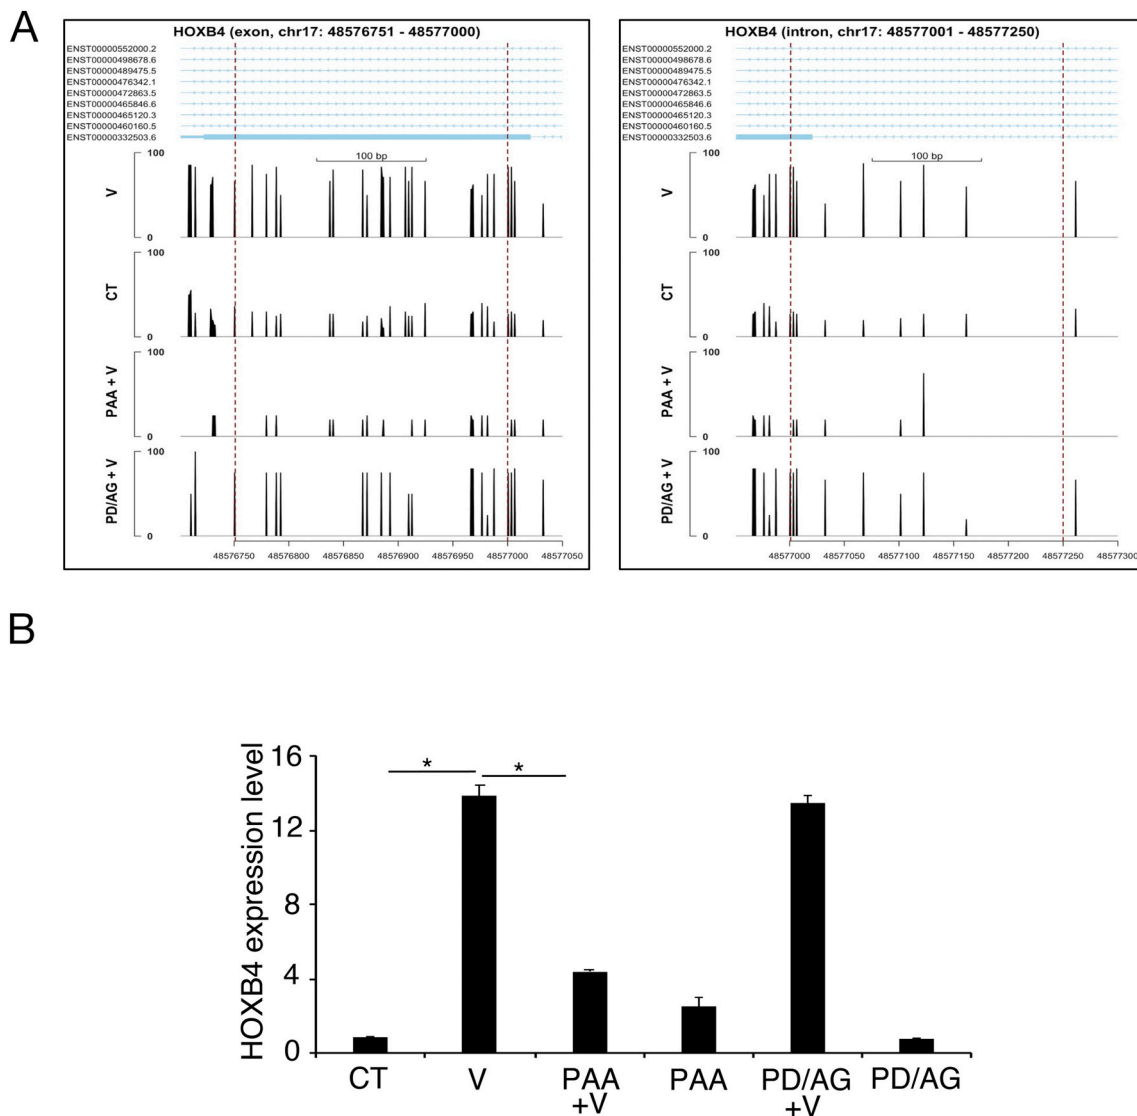 A
HOXB4 (exon, chr17: 48576751 - 48577000)
ENST00000552000.2
ENST00000498678.6
ENST00000489475.5
ENST00000476342.1
ENST00000472863.5
ENST00000465846.6
ENST00000465120.3
ENST00000460160.5
ENST00000332503.6
100 bp
100
V
0
100
CT
0
100
PAA + V
0
100
PD/AG + V
0
48576750 48576800 48576850 48576900 48576950 48577000 48577050
HOXB4 (intron, chr17: 48577001 - 48577250)
ENST00000552000.2
ENST00000498678.6
ENST00000489475.5
ENST00000476342.1
ENST00000472863.5
ENST00000465846.6
ENST00000465120.3
ENST00000460160.5
ENST00000332503.6
100 bp
100
V
0
100
CT
0
100
PAA + V
0
100
PD/AG + V
0
48577000 48577050 48577100 48577150 48577200 48577250 48577300
B
HOXB4 expression level
16
12
8
4
0
* *
CT V PAA PAA PD/AG PD/AG
+V +V